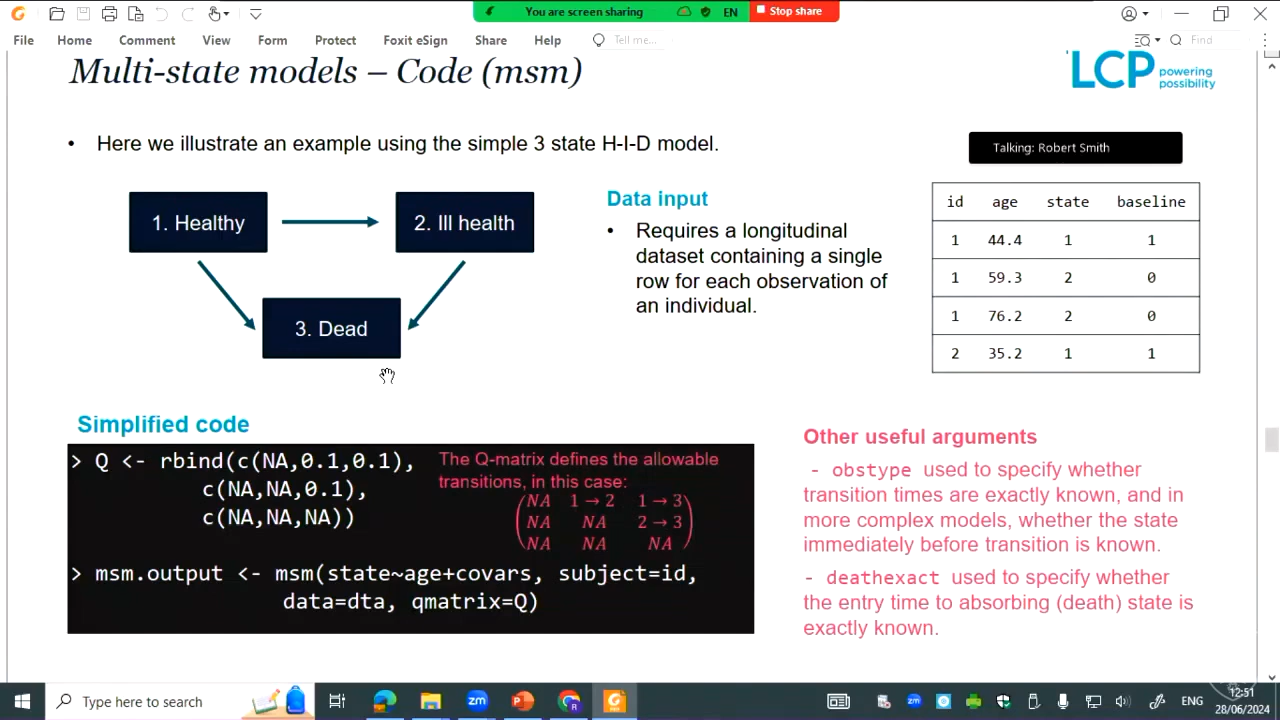 You are screen sharing
EN
Stop share
File Home Comment View Form Protect Foxit eSign Share Help Tell me... Find
Multi-state models – Code (msm)
LCP powering
possibility
• Here we illustrate an example using the simple 3 state H-I-D model.
Talking: Robert Smith
1. Healthy
2. Ill health
3. Dead
Data input
• Requires a longitudinal
dataset containing a single
row for each observation of
an individual.
id age state baseline
1 44.4 1 1
1 59.3 2 0
1 76.2 2 0
2 35.2 1 1
Simplified code
> Q <- rbind(c(NA,0.1,0.1),
c(NA,NA,0.1),
c(NA,NA,NA))
The Q-matrix defines the allowable
transitions, in this case:
NA 1→2 1→3
NA NA 2→3
NA NA NA
> msm.output <- msm(state~age+covars, subject=id,
data=dta, qmatrix=Q)
Other useful arguments
- obstype used to specify whether
transition times are exactly known, and in
more complex models, whether the state
immediately before transition is known.
- deathexact used to specify whether
the entry time to absorbing (death) state is
exactly known.
Type here to search
zm
zm
ENG
12:51
28/06/2024